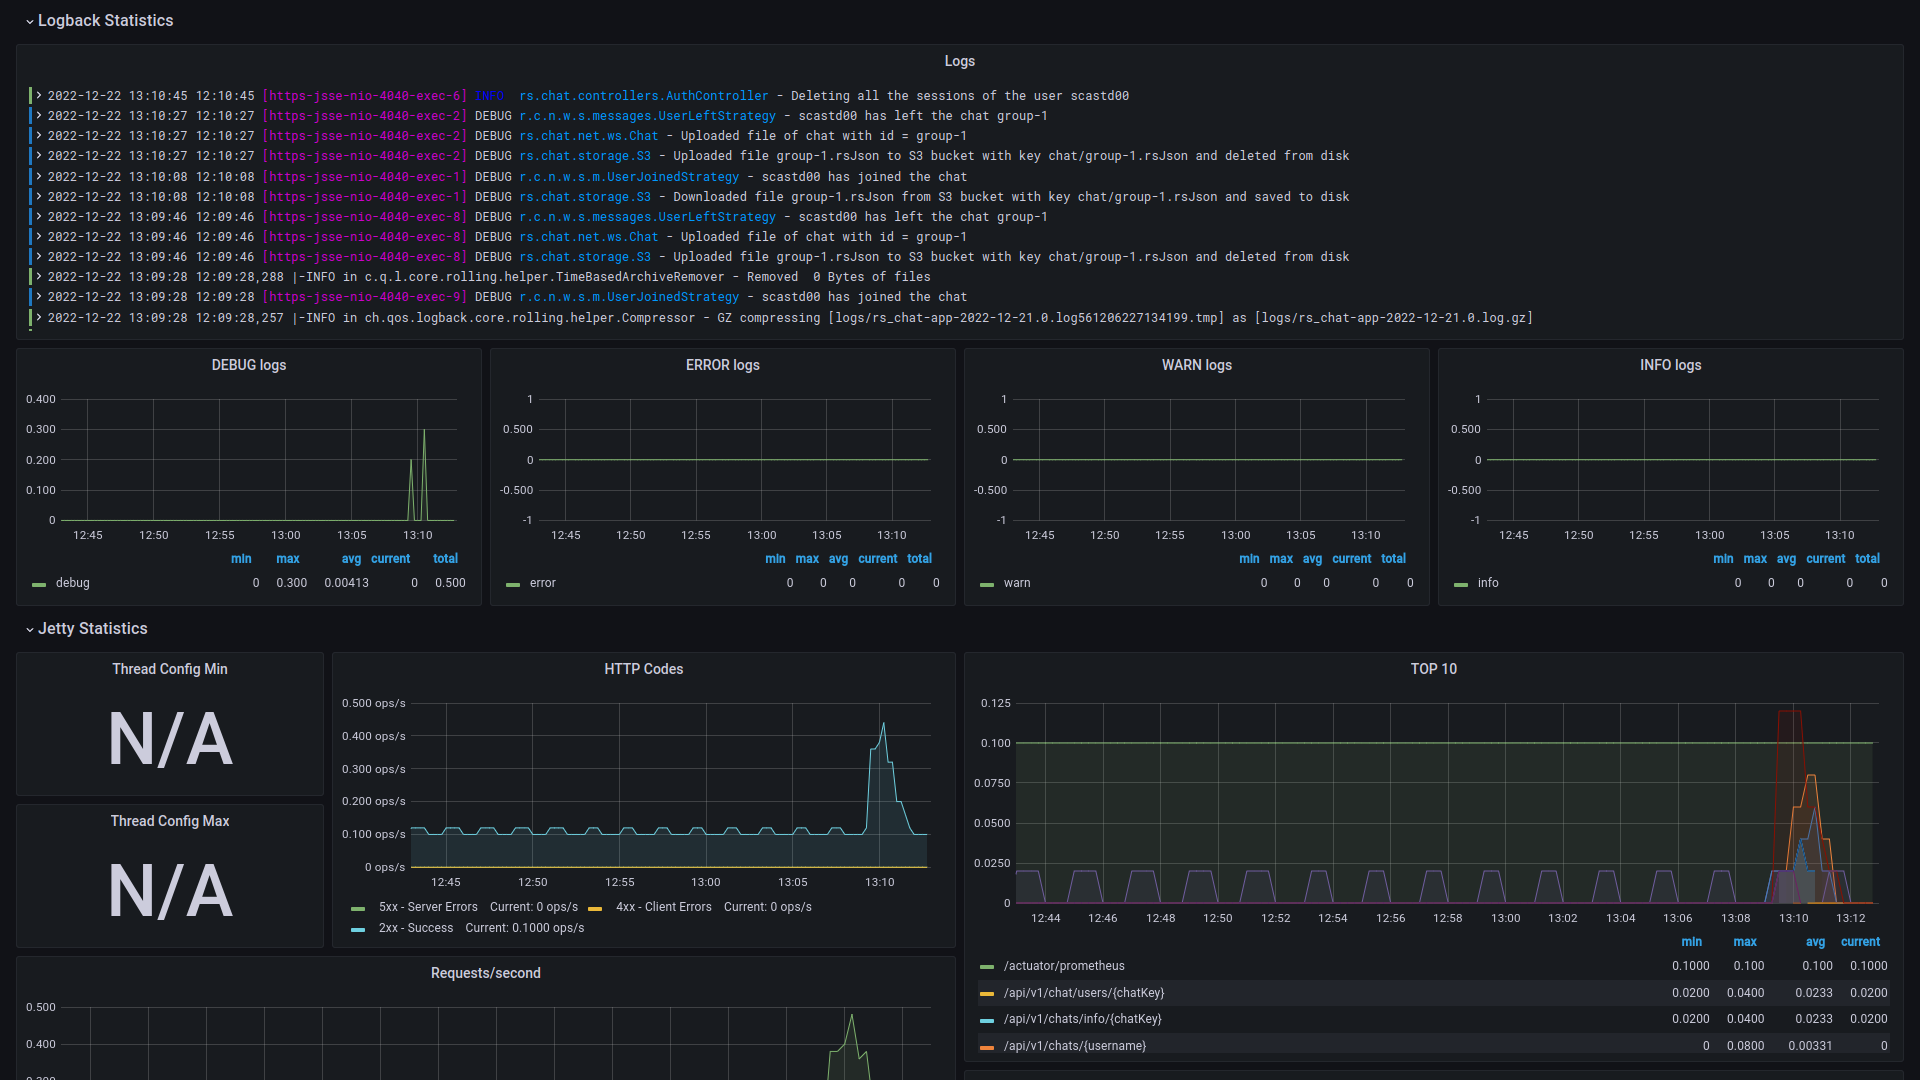 Logback Statistics
Logs
2022-12-22 13:10:45 12:10:45 [https-jsse-nio-4040-exec-6] INFO rs.chat.controllers.AuthController - Deleting all the sessions of the user scastd00
2022-12-22 13:10:27 12:10:27 [https-jsse-nio-4040-exec-2] DEBUG r.c.n.w.s.messages.UserLeftStrategy - scastd00 has left the chat group-1
2022-12-22 13:10:27 12:10:27 [https-jsse-nio-4040-exec-2] DEBUG rs.chat.net.ws.Chat - Uploaded file of chat with id = group-1
2022-12-22 13:10:27 12:10:27 [https-jsse-nio-4040-exec-2] DEBUG rs.chat.storage.S3 - Uploaded file group-1.rsJson to S3 bucket with key chat/group-1.rsJson and deleted from disk
2022-12-22 13:10:08 12:10:08 [https-jsse-nio-4040-exec-1] DEBUG r.c.n.w.s.m.UserJoinedStrategy - scastd00 has joined the chat
2022-12-22 13:10:08 12:10:08 [https-jsse-nio-4040-exec-1] DEBUG rs.chat.storage.S3 - Downloaded file group-1.rsJson from S3 bucket with key chat/group-1.rsJson and saved to disk
2022-12-22 13:09:46 12:09:46 [https-jsse-nio-4040-exec-8] DEBUG r.c.n.w.s.messages.UserLeftStrategy - scastd00 has left the chat group-1
2022-12-22 13:09:46 12:09:46 [https-jsse-nio-4040-exec-8] DEBUG rs.chat.net.ws.Chat - Uploaded file of chat with id = group-1
2022-12-22 13:09:46 12:09:46 [https-jsse-nio-4040-exec-8] DEBUG rs.chat.storage.S3 - Uploaded file group-1.rsJson to S3 bucket with key chat/group-1.rsJson and deleted from disk
2022-12-22 13:09:28 12:09:28,288 |-INFO in c.q.l.core.rolling.helper.TimeBasedArchiveRemover - Removed 0 Bytes of files
2022-12-22 13:09:28 12:09:28 [https-jsse-nio-4040-exec-9] DEBUG r.c.n.w.s.m.UserJoinedStrategy - scastd00 has joined the chat
2022-12-22 13:09:28 12:09:28,257 |-INFO in ch.qos.logback.core.rolling.helper.Compressor - GZ compressing [logs/rs_chat-app-2022-12-21.0.log561206227134199.tmp] as [logs/rs_chat-app-2022-12-21.0.log.gz]
DEBUG logs
0.400
0.300
0.200
0.100
0
12:45 12:50 12:55 13:00 13:05 13:10
min max avg current total
debug 0 0.300 0.00413 0 0.500
ERROR logs
1
0.500
0
-0.500
-1
12:45 12:50 12:55 13:00 13:05 13:10
min max avg current total
error 0 0 0 0 0
WARN logs
1
0.500
0
-0.500
-1
12:45 12:50 12:55 13:00 13:05 13:10
min max avg current total
warn 0 0 0 0 0
INFO logs
1
0.500
0
-0.500
-1
12:45 12:50 12:55 13:00 13:05 13:10
min max avg current total
info 0 0 0 0 0
Jetty Statistics
Thread Config Min
N/A
Thread Config Max
N/A
HTTP Codes
0.500 ops/s
0.400 ops/s
0.300 ops/s
0.200 ops/s
0.100 ops/s
0 ops/s
12:45 12:50 12:55 13:00 13:05 13:10
5xx - Server Errors Current: 0 ops/s 4xx - Client Errors Current: 0 ops/s
2xx - Success Current: 0.1000 ops/s
TOP 10
0.125
0.100
0.0750
0.0500
0.0250
0
12:44 12:46 12:48 12:50 12:52 12:54 12:56 12:58 13:00 13:02 13:04 13:06 13:08 13:10 13:12
min max avg current
/actuator/prometheus 0.1000 0.100 0.100 0.1000
/api/v1/chat/users/{chatKey} 0.0200 0.0400 0.0233 0.0200
/api/v1/chats/info/{chatKey} 0.0200 0.0400 0.0233 0.0200
/api/v1/chats/{username} 0 0.0800 0.00331 0
Requests/second
0.500
0.400